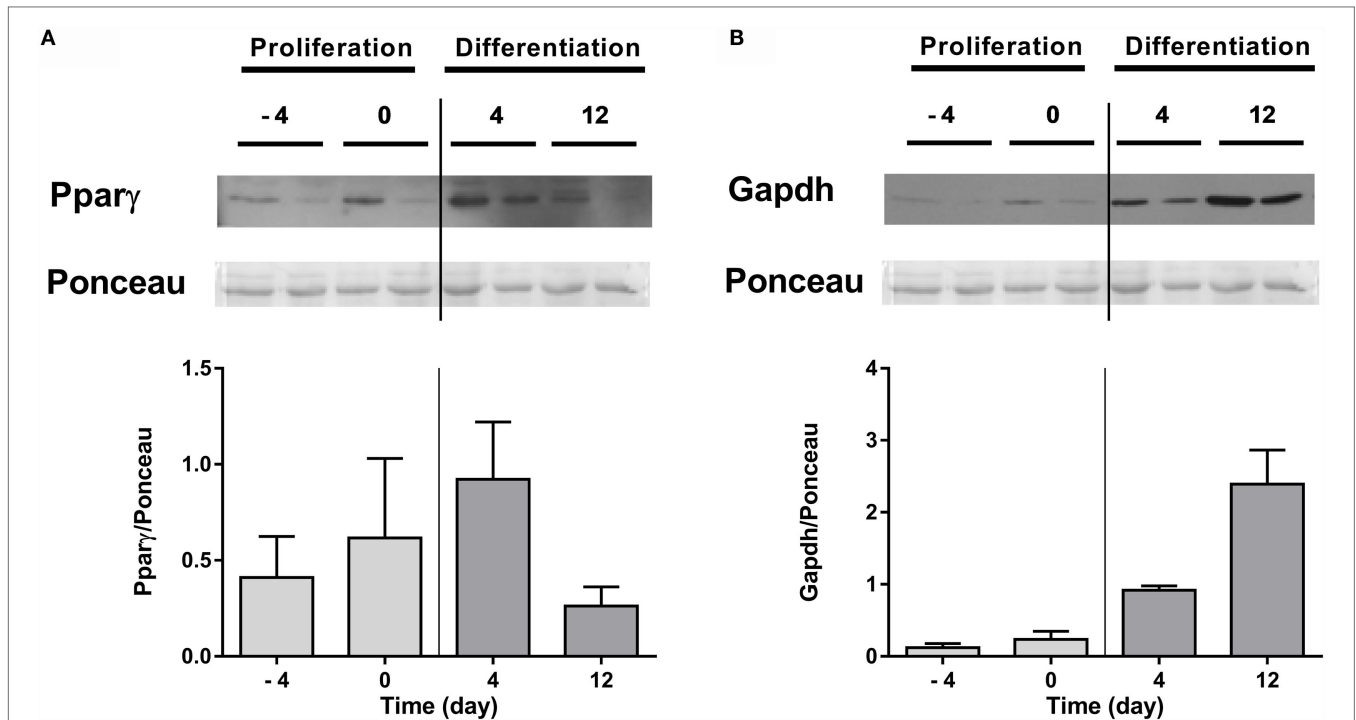 A
Proliferation Differentiation
- 4 0 4 12
Pparγ
Ponceau
1.5
1.0
0.5
0.0
Pparγ/Ponceau
- 4 0 4 12
Time (day)
B
Proliferation Differentiation
- 4 0 4 12
Gapdh
Ponceau
4
3
2
1
0
Gapdh/Ponceau
- 4 0 4 12
Time (day)